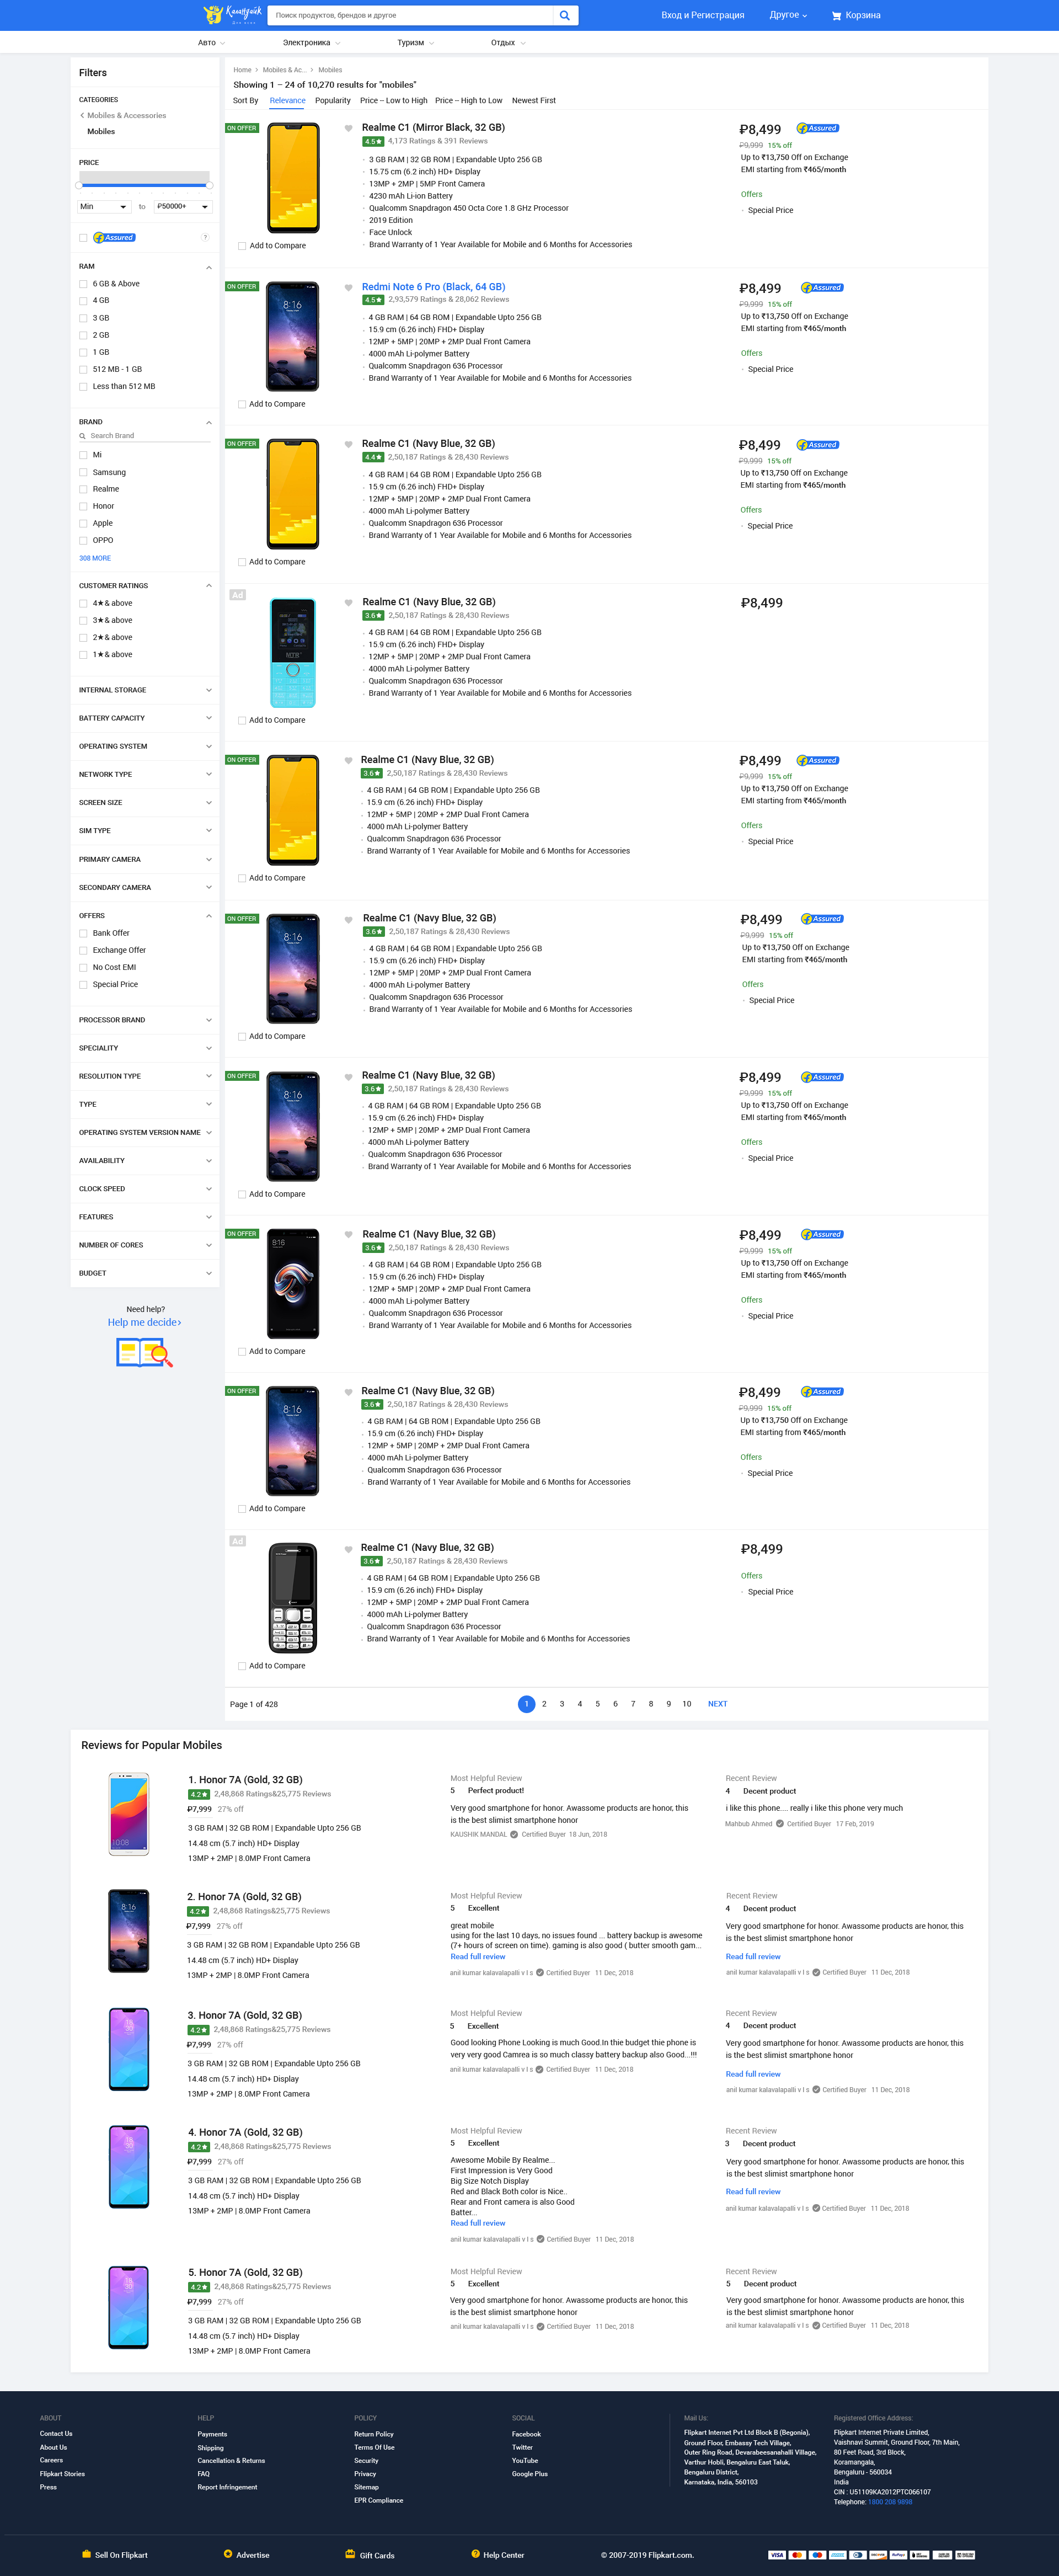 Поиск продуктов, брендов и другое
Вход и Регистрация
Другое
Корзина
Авто
Электроника
Туризм
Отдых
Filters
CATEGORIES
Mobiles & Accessories
Mobiles
PRICE
Min to ₽50000+
Assured
?
RAM
6 GB & Above
4 GB
3 GB
2 GB
1 GB
512 MB - 1 GB
Less than 512 MB
BRAND
Search Brand
Mi
Samsung
Realme
Honor
Apple
OPPO
308 MORE
CUSTOMER RATINGS
4★& above
3★& above
2★& above
1★& above
INTERNAL STORAGE
BATTERY CAPACITY
OPERATING SYSTEM
NETWORK TYPE
SCREEN SIZE
SIM TYPE
PRIMARY CAMERA
SECONDARY CAMERA
OFFERS
Bank Offer
Exchange Offer
No Cost EMI
Special Price
PROCESSOR BRAND
SPECIALITY
RESOLUTION TYPE
TYPE
OPERATING SYSTEM VERSION NAME
AVAILABILITY
CLOCK SPEED
FEATURES
NUMBER OF CORES
BUDGET
Need help?
Help me decide›
Home › Mobiles & Ac... › Mobiles
Showing 1 – 24 of 10,270 results for "mobiles"
Sort By Relevance Popularity Price -- Low to High Price -- High to Low Newest First
ON OFFER
Add to Compare
Realme C1 (Mirror Black, 32 GB)
4.5★ 4,173 Ratings & 391 Reviews
3 GB RAM | 32 GB ROM | Expandable Upto 256 GB
15.75 cm (6.2 inch) HD+ Display
13MP + 2MP | 5MP Front Camera
4230 mAh Li-ion Battery
Qualcomm Snapdragon 450 Octa Core 1.8 GHz Processor
2019 Edition
Face Unlock
Brand Warranty of 1 Year Available for Mobile and 6 Months for Accessories
₽8,499 Assured
₽9,999 15% off
Up to ₹13,750 Off on Exchange
EMI starting from ₹465/month
Offers
Special Price
ON OFFER
8:16
Add to Compare
Redmi Note 6 Pro (Black, 64 GB)
4.5★ 2,93,579 Ratings & 28,062 Reviews
4 GB RAM | 64 GB ROM | Expandable Upto 256 GB
15.9 cm (6.26 inch) FHD+ Display
12MP + 5MP | 20MP + 2MP Dual Front Camera
4000 mAh Li-polymer Battery
Qualcomm Snapdragon 636 Processor
Brand Warranty of 1 Year Available for Mobile and 6 Months for Accessories
₽8,499 Assured
₽9,999 15% off
Up to ₹13,750 Off on Exchange
EMI starting from ₹465/month
Offers
Special Price
ON OFFER
Add to Compare
Realme C1 (Navy Blue, 32 GB)
4.4★ 2,50,187 Ratings & 28,430 Reviews
4 GB RAM | 64 GB ROM | Expandable Upto 256 GB
15.9 cm (6.26 inch) FHD+ Display
12MP + 5MP | 20MP + 2MP Dual Front Camera
4000 mAh Li-polymer Battery
Qualcomm Snapdragon 636 Processor
Brand Warranty of 1 Year Available for Mobile and 6 Months for Accessories
₽8,499 Assured
₽9,999 15% off
Up to ₹13,750 Off on Exchange
EMI starting from ₹465/month
Offers
Special Price
Ad
Add to Compare
Realme C1 (Navy Blue, 32 GB)
3.6★ 2,50,187 Ratings & 28,430 Reviews
4 GB RAM | 64 GB ROM | Expandable Upto 256 GB
15.9 cm (6.26 inch) FHD+ Display
12MP + 5MP | 20MP + 2MP Dual Front Camera
4000 mAh Li-polymer Battery
Qualcomm Snapdragon 636 Processor
Brand Warranty of 1 Year Available for Mobile and 6 Months for Accessories
₽8,499
ON OFFER
Add to Compare
Realme C1 (Navy Blue, 32 GB)
3.6★ 2,50,187 Ratings & 28,430 Reviews
4 GB RAM | 64 GB ROM | Expandable Upto 256 GB
15.9 cm (6.26 inch) FHD+ Display
12MP + 5MP | 20MP + 2MP Dual Front Camera
4000 mAh Li-polymer Battery
Qualcomm Snapdragon 636 Processor
Brand Warranty of 1 Year Available for Mobile and 6 Months for Accessories
₽8,499 Assured
₽9,999 15% off
Up to ₹13,750 Off on Exchange
EMI starting from ₹465/month
Offers
Special Price
ON OFFER
8:16
Add to Compare
Realme C1 (Navy Blue, 32 GB)
3.6★ 2,50,187 Ratings & 28,430 Reviews
4 GB RAM | 64 GB ROM | Expandable Upto 256 GB
15.9 cm (6.26 inch) FHD+ Display
12MP + 5MP | 20MP + 2MP Dual Front Camera
4000 mAh Li-polymer Battery
Qualcomm Snapdragon 636 Processor
Brand Warranty of 1 Year Available for Mobile and 6 Months for Accessories
₽8,499 Assured
₽9,999 15% off
Up to ₹13,750 Off on Exchange
EMI starting from ₹465/month
Offers
Special Price
ON OFFER
8:16
Add to Compare
Realme C1 (Navy Blue, 32 GB)
3.6★ 2,50,187 Ratings & 28,430 Reviews
4 GB RAM | 64 GB ROM | Expandable Upto 256 GB
15.9 cm (6.26 inch) FHD+ Display
12MP + 5MP | 20MP + 2MP Dual Front Camera
4000 mAh Li-polymer Battery
Qualcomm Snapdragon 636 Processor
Brand Warranty of 1 Year Available for Mobile and 6 Months for Accessories
₽8,499 Assured
₽9,999 15% off
Up to ₹13,750 Off on Exchange
EMI starting from ₹465/month
Offers
Special Price
ON OFFER
8:16
Add to Compare
Realme C1 (Navy Blue, 32 GB)
3.6★ 2,50,187 Ratings & 28,430 Reviews
4 GB RAM | 64 GB ROM | Expandable Upto 256 GB
15.9 cm (6.26 inch) FHD+ Display
12MP + 5MP | 20MP + 2MP Dual Front Camera
4000 mAh Li-polymer Battery
Qualcomm Snapdragon 636 Processor
Brand Warranty of 1 Year Available for Mobile and 6 Months for Accessories
₽8,499 Assured
₽9,999 15% off
Up to ₹13,750 Off on Exchange
EMI starting from ₹465/month
Offers
Special Price
ON OFFER
8:16
Add to Compare
Realme C1 (Navy Blue, 32 GB)
3.6★ 2,50,187 Ratings & 28,430 Reviews
4 GB RAM | 64 GB ROM | Expandable Upto 256 GB
15.9 cm (6.26 inch) FHD+ Display
12MP + 5MP | 20MP + 2MP Dual Front Camera
4000 mAh Li-polymer Battery
Qualcomm Snapdragon 636 Processor
Brand Warranty of 1 Year Available for Mobile and 6 Months for Accessories
₽8,499 Assured
₽9,999 15% off
Up to ₹13,750 Off on Exchange
EMI starting from ₹465/month
Offers
Special Price
Ad
Add to Compare
Realme C1 (Navy Blue, 32 GB)
3.6★ 2,50,187 Ratings & 28,430 Reviews
4 GB RAM | 64 GB ROM | Expandable Upto 256 GB
15.9 cm (6.26 inch) FHD+ Display
12MP + 5MP | 20MP + 2MP Dual Front Camera
4000 mAh Li-polymer Battery
Qualcomm Snapdragon 636 Processor
Brand Warranty of 1 Year Available for Mobile and 6 Months for Accessories
₽8,499
Offers
Special Price
Page 1 of 428
1 2 3 4 5 6 7 8 9 10 NEXT
Reviews for Popular Mobiles
10:08
1. Honor 7A (Gold, 32 GB)
4.2★ 2,48,868 Ratings&25,775 Reviews
₽7,999 27% off
3 GB RAM | 32 GB ROM | Expandable Upto 256 GB
14.48 cm (5.7 inch) HD+ Display
13MP + 2MP | 8.0MP Front Camera
Most Helpful Review
5 Perfect product!
Very good smartphone for honor. Awassome products are honor, this
is the best slimist smartphone honor
KAUSHIK MANDAL Certified Buyer 18 Jun, 2018
Recent Review
4 Decent product
i like this phone.... really i like this phone very much
Mahbub Ahmed Certified Buyer 17 Feb, 2019
8:16
2. Honor 7A (Gold, 32 GB)
4.2★ 2,48,868 Ratings&25,775 Reviews
₽7,999 27% off
3 GB RAM | 32 GB ROM | Expandable Upto 256 GB
14.48 cm (5.7 inch) HD+ Display
13MP + 2MP | 8.0MP Front Camera
Most Helpful Review
5 Excellent
great mobile
using for the last 10 days, no issues found ... battery backup is awesome
(7+ hours of screen on time). gaming is also good ( butter smooth gam...
Read full review
anil kumar kalavalapalli v l s Certified Buyer 11 Dec, 2018
Recent Review
4 Decent product
Very good smartphone for honor. Awassome products are honor, this
is the best slimist smartphone honor
Read full review
anil kumar kalavalapalli v l s Certified Buyer 11 Dec, 2018
3. Honor 7A (Gold, 32 GB)
4.2★ 2,48,868 Ratings&25,775 Reviews
₽7,999 27% off
3 GB RAM | 32 GB ROM | Expandable Upto 256 GB
14.48 cm (5.7 inch) HD+ Display
13MP + 2MP | 8.0MP Front Camera
Most Helpful Review
5 Excellent
Good looking Phone Looking is much Good.In thie budget thie phone is
very very good Camera is so much classy battery backup also Good...!!!
anil kumar kalavalapalli v l s Certified Buyer 11 Dec, 2018
Recent Review
4 Decent product
Very good smartphone for honor. Awassome products are honor, this
is the best slimist smartphone honor
Read full review
anil kumar kalavalapalli v l s Certified Buyer 11 Dec, 2018
4. Honor 7A (Gold, 32 GB)
4.2★ 2,48,868 Ratings&25,775 Reviews
₽7,999 27% off
3 GB RAM | 32 GB ROM | Expandable Upto 256 GB
14.48 cm (5.7 inch) HD+ Display
13MP + 2MP | 8.0MP Front Camera
Most Helpful Review
5 Excellent
Awesome Mobile By Realme...
First Impression is Very Good
Big Size Notch Display
Red and Black Both color is Nice..
Rear and Front camera is also Good
Batter...
Read full review
anil kumar kalavalapalli v l s Certified Buyer 11 Dec, 2018
Recent Review
3 Decent product
Very good smartphone for honor. Awassome products are honor, this
is the best slimist smartphone honor
Read full review
anil kumar kalavalapalli v l s Certified Buyer 11 Dec, 2018
5. Honor 7A (Gold, 32 GB)
4.2★ 2,48,868 Ratings&25,775 Reviews
₽7,999 27% off
3 GB RAM | 32 GB ROM | Expandable Upto 256 GB
14.48 cm (5.7 inch) HD+ Display
13MP + 2MP | 8.0MP Front Camera
Most Helpful Review
5 Excellent
Very good smartphone for honor. Awassome products are honor, this
is the best slimist smartphone honor
anil kumar kalavalapalli v l s Certified Buyer 11 Dec, 2018
Recent Review
5 Decent product
Very good smartphone for honor. Awassome products are honor, this
is the best slimist smartphone honor
anil kumar kalavalapalli v l s Certified Buyer 11 Dec, 2018
ABOUT
Contact Us
About Us
Careers
Flipkart Stories
Press
HELP
Payments
Shipping
Cancellation & Returns
FAQ
Report Infringement
POLICY
Return Policy
Terms Of Use
Security
Privacy
Sitemap
EPR Compliance
SOCIAL
Facebook
Twitter
YouTube
Google Plus
Mail Us:
Flipkart Internet Pvt Ltd Block B (Begonia),
Ground Floor, Embassy Tech Village,
Outer Ring Road, Devarabeesanahalli Village,
Varthur Hobli, Bengaluru East Taluk,
Bengaluru District,
Karnataka, India, 560103
Registered Office Address:
Flipkart Internet Private Limited,
Vaishnavi Summit, Ground Floor, 7th Main,
80 Feet Road, 3rd Block,
Koramangala,
Bengaluru - 560034
India
CIN : U51109KA2012PTC066107
Telephone: 1800 208 9898
Sell On Flipkart
Advertise
Gift Cards
Help Center
© 2007-2019 Flipkart.com.
VISA